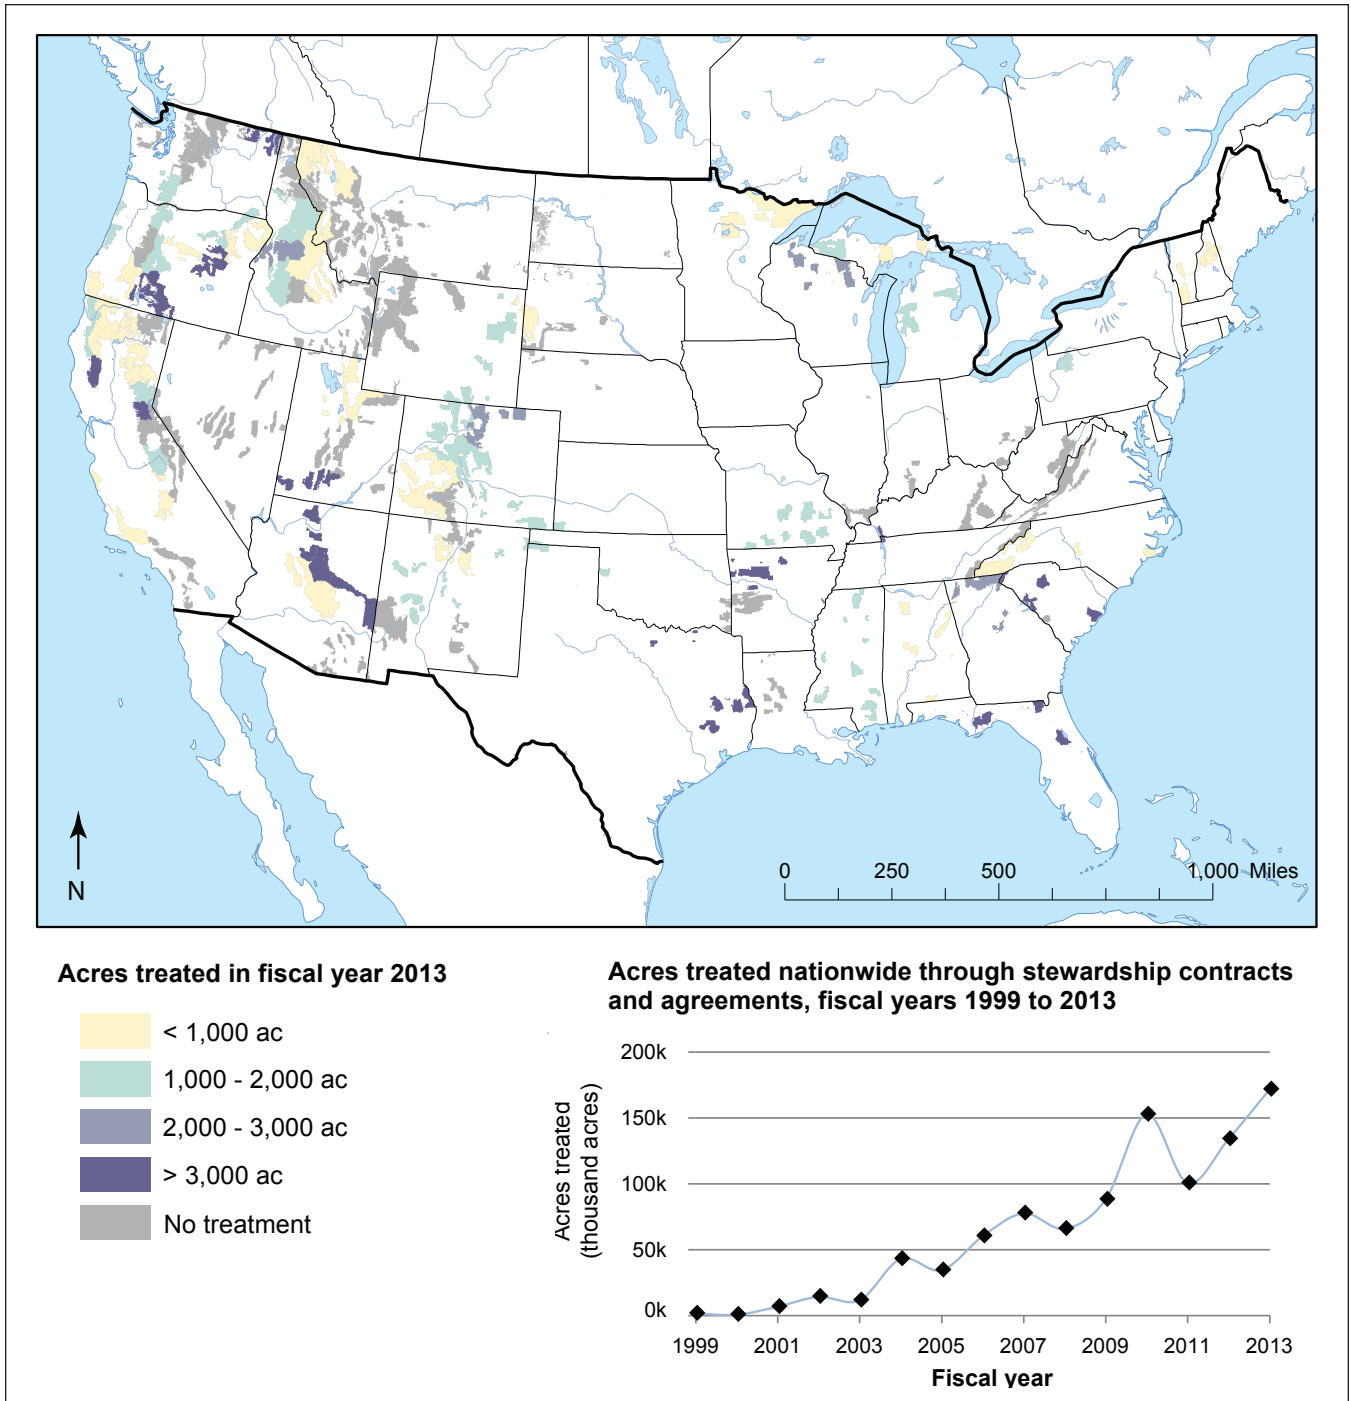 N
0 250 500 1,000 Miles
Acres treated in fiscal year 2013
< 1,000 ac
1,000 - 2,000 ac
2,000 - 3,000 ac
> 3,000 ac
No treatment
Acres treated nationwide through stewardship contracts
and agreements, fiscal years 1999 to 2013
Acres treated
(thousand acres)
200k
150k
100k
50k
0k
1999 2001 2003 2005 2007 2009 2011 2013
Fiscal year